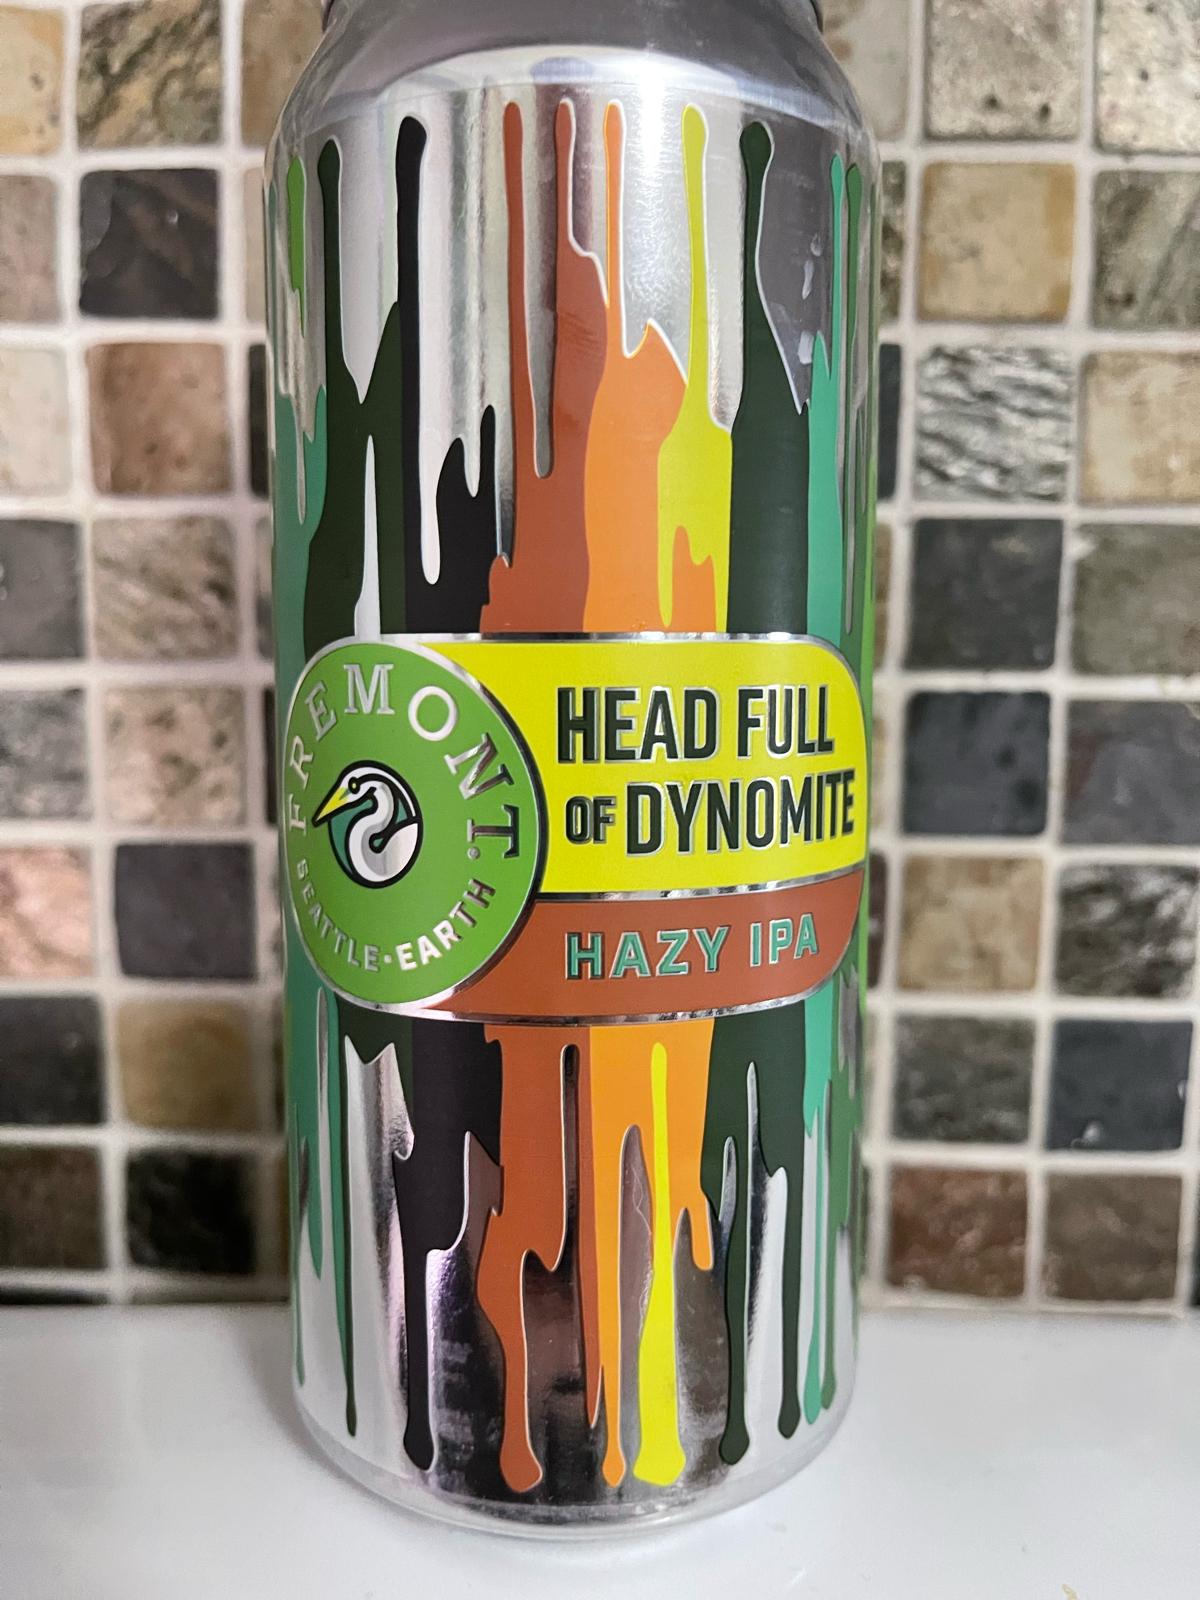 FREMONT
SEATTLE·EARTH
HEAD FULL
OF DYNOMITE
HAZY IPA